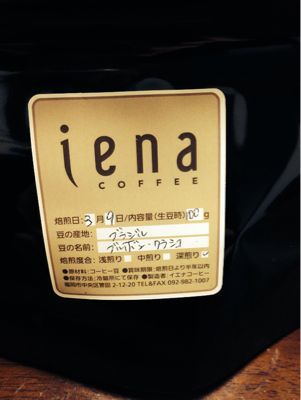 iena
COFFEE
焙煎日:3月9日/内容量(生豆時)100g
豆の産地:ブラジル
豆の名前:ブルボン・クラシコ
焙煎度合:浅煎り 中煎り 深煎り✓
●原材料:コーヒー豆 ●賞味期限:焙煎日より半年以内
●保存方法:冷暗所にて保存 ●製造者:イエナコーヒー
福岡市中央区警固2-12-20 TEL&FAX 092-982-1007